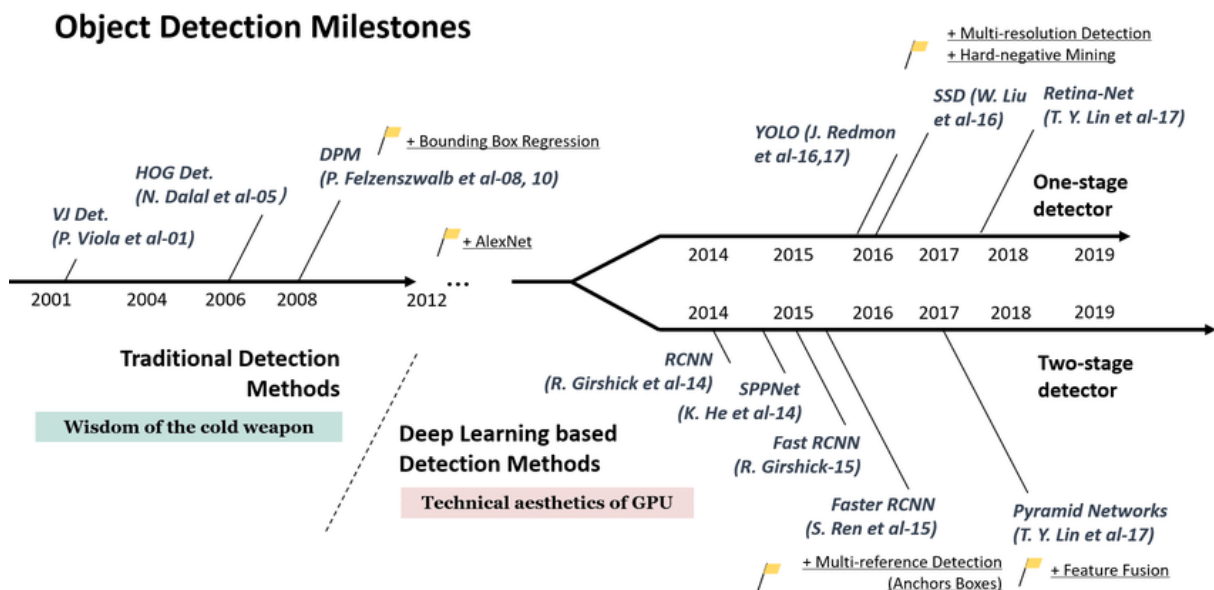 Object Detection Milestones
+ Multi-resolution Detection
+ Hard-negative Mining
SSD (W. Liu
et al-16)
Retina-Net
(T. Y. Lin et al-17)
YOLO (J. Redmon
et al-16,17)
+ Bounding Box Regression
DPM
(P. Felzenszwalb et al-08, 10)
HOG Det.
(N. Dalal et al-05)
VJ Det.
(P. Viola et al-01)
+ AlexNet
One-stage
detector
2014 2015 2016 2017 2018 2019
2001 2004 2006 2008 2012 ...
2014 2015 2016 2017 2018 2019
Traditional Detection
Methods
Wisdom of the cold weapon
Deep Learning based
Detection Methods
Technical aesthetics of GPU
RCNN
(R. Girshick et al-14)
SPPNet
(K. He et al-14)
Fast RCNN
(R. Girshick-15)
Faster RCNN
(S. Ren et al-15)
Two-stage
detector
Pyramid Networks
(T. Y. Lin et al-17)
+ Multi-reference Detection
(Anchors Boxes)
+ Feature Fusion